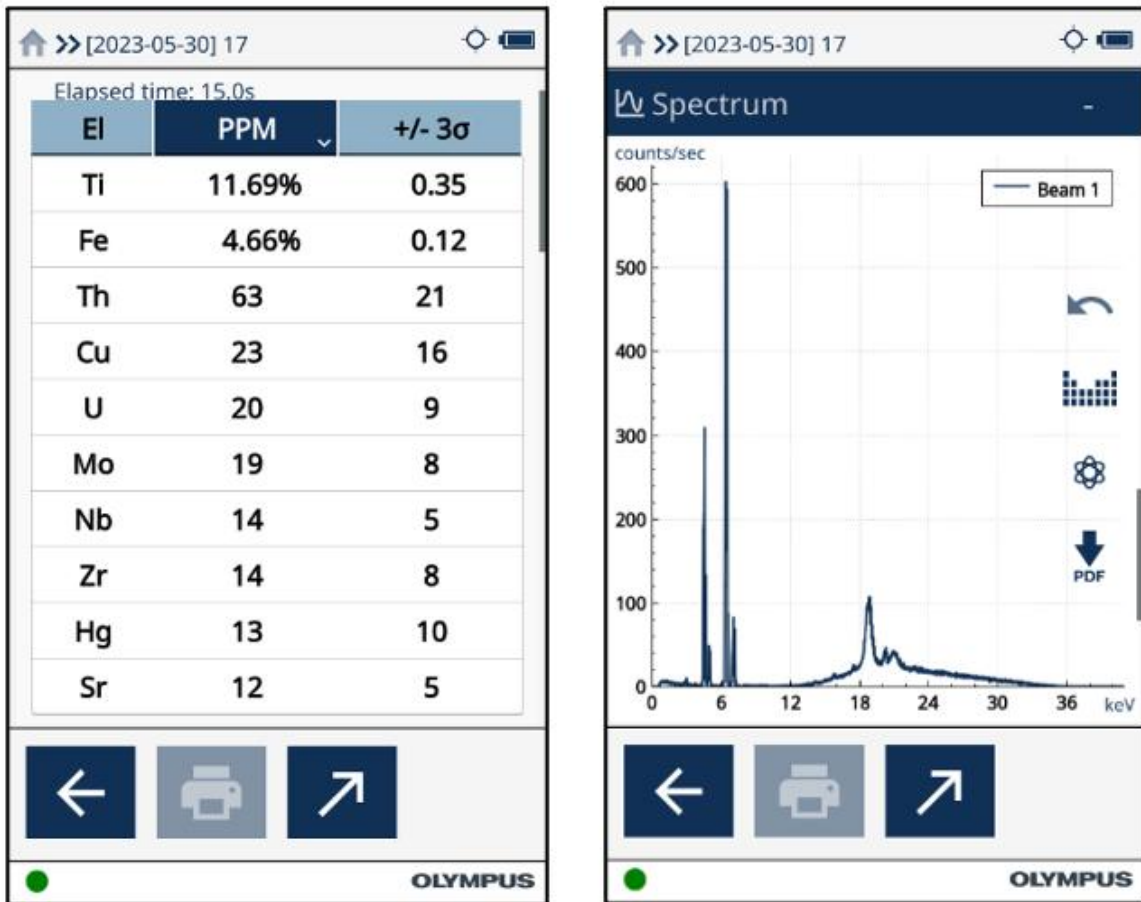 >> [2023-05-30] 17
Elapsed time: 15.0s
El PPM +/- 3σ
Ti 11.69% 0.35
Fe 4.66% 0.12
Th 63 21
Cu 23 16
U 20 9
Mo 19 8
Nb 14 5
Zr 14 8
Hg 13 10
Sr 12 5
OLYMPUS
>> [2023-05-30] 17
Spectrum -
counts/sec
Beam 1
600
500
400
300
200
100
0
PDF
0 6 12 18 24 30 36 keV
OLYMPUS